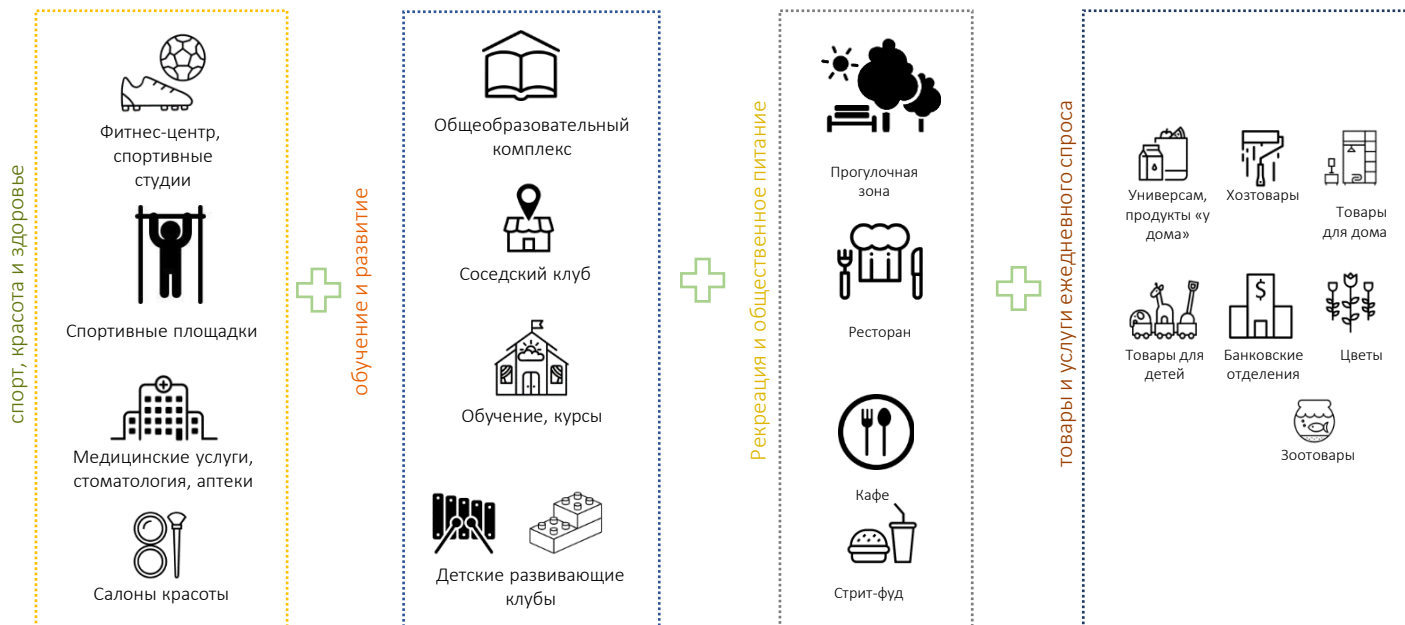 спорт, красота и здоровье
Фитнес-центр,
спортивные
студии
Спортивные площадки
Медицинские услуги,
стоматология, аптеки
Салоны красоты
обучение и развитие
Общеобразовательный
комплекс
Соседский клуб
Обучение, курсы
Детские развивающие
клубы
Рекреация и общественное питание
Прогулочная
зона
Ресторан
Кафе
Стрит-фуд
товары и услуги ежедневного спроса
Универсам,
продукты «у
дома»
Хозтовары
Товары
для дома
Товары для
детей
$
Банковские
отделения
Цветы
Зоотовары